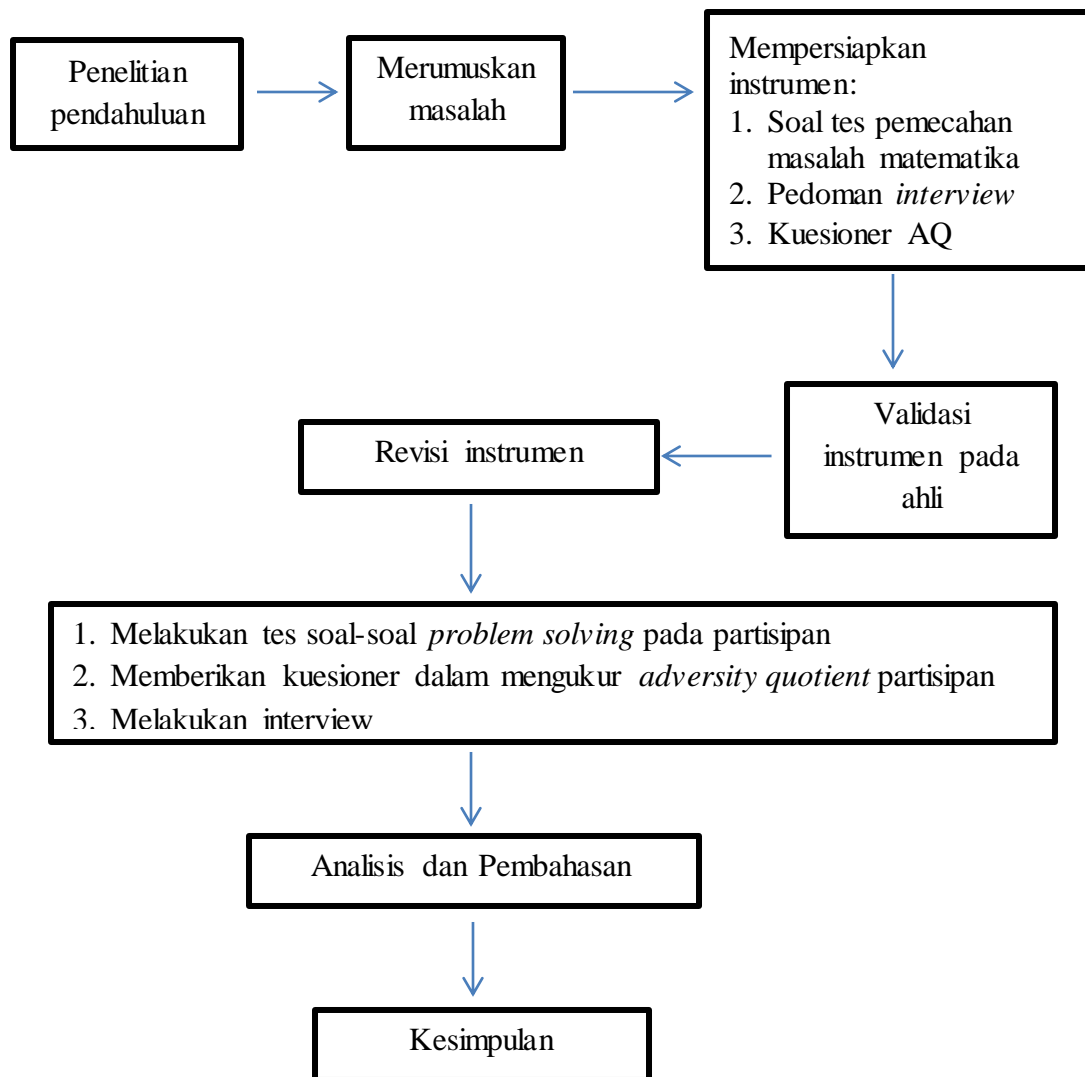 Penelitian
pendahuluan
Merumuskan
masalah
Mempersiapkan
instrumen:
1. Soal tes pemecahan
masalah matematika
2. Pedoman interview
3. Kuesioner AQ
Validasi
instrumen pada
ahli
Revisi instrumen
1. Melakukan tes soal-soal problem solving pada partisipan
2. Memberikan kuesioner dalam mengukur adversity quotient partisipan
3. Melakukan interview
Analisis dan Pembahasan
Kesimpulan